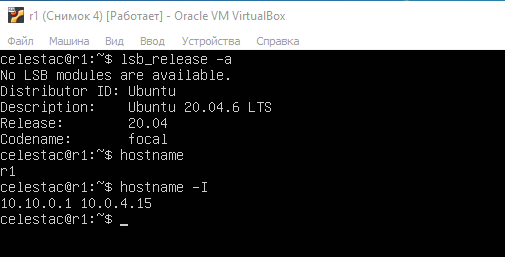 r1 (Снимок 4) [Работает] - Oracle VM VirtualBox
Файл Машина Вид Ввод Устройства Справка
celestac@r1:~$ lsb_release -a
No LSB modules are available.
Distributor ID: Ubuntu
Description:    Ubuntu 20.04.6 LTS
Release:        20.04
Codename:       focal
celestac@r1:~$ hostname
r1
celestac@r1:~$ hostname -I
10.10.0.1 10.0.4.15
celestac@r1:~$ _